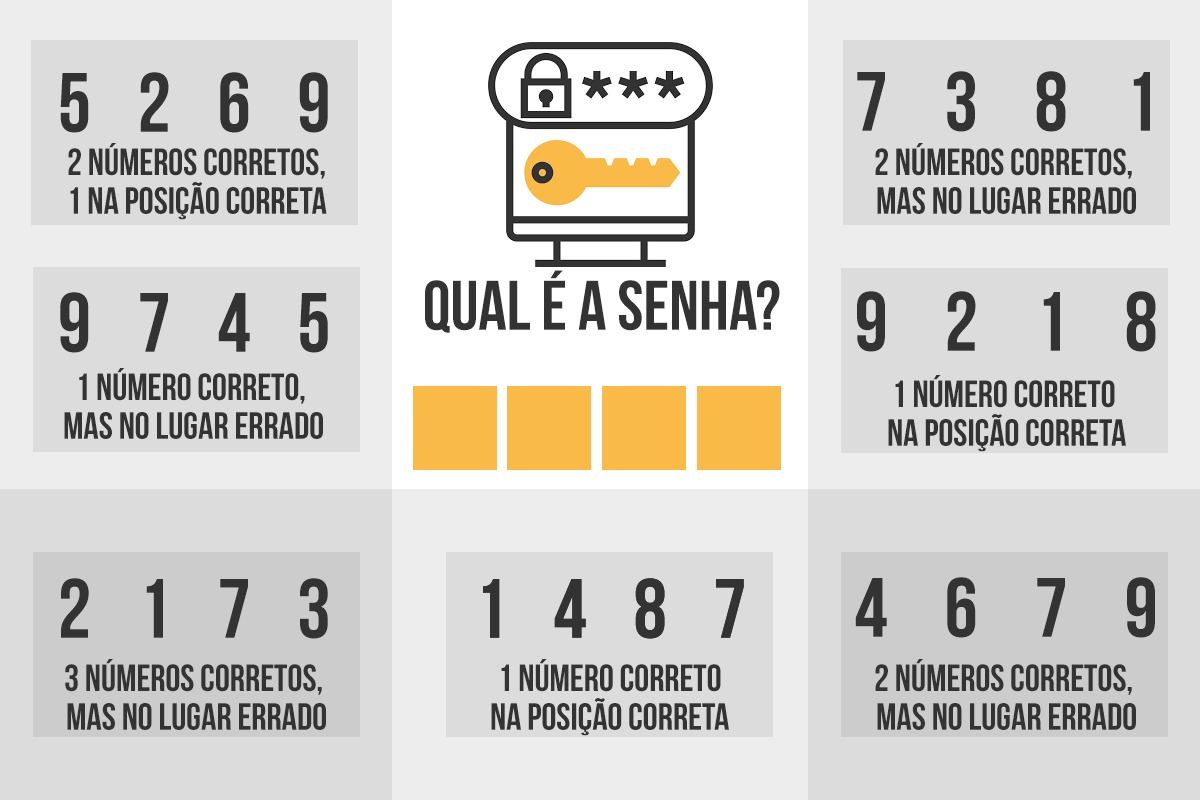 5 2 6 9
2 NÚMEROS CORRETOS,
1 NA POSIÇÃO CORRETA
***
QUAL É A SENHA?
7 3 8 1
2 NÚMEROS CORRETOS,
MAS NO LUGAR ERRADO
9 7 4 5
1 NÚMERO CORRETO,
MAS NO LUGAR ERRADO
9 2 1 8
1 NÚMERO CORRETO
NA POSIÇÃO CORRETA
2 1 7 3
3 NÚMEROS CORRETOS,
MAS NO LUGAR ERRADO
1 4 8 7
1 NÚMERO CORRETO
NA POSIÇÃO CORRETA
4 6 7 9
2 NÚMEROS CORRETOS,
MAS NO LUGAR ERRADO